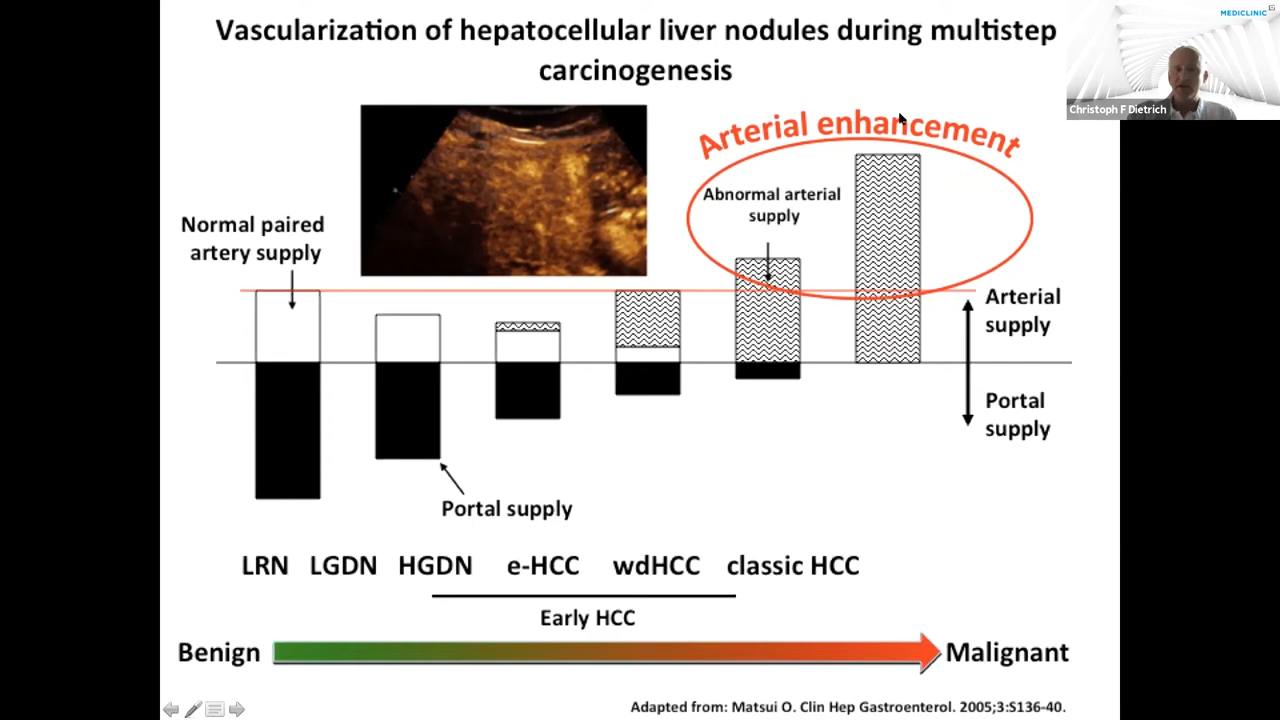 Vascularization of hepatocellular liver nodules during multistep
carcinogenesis
MEDICLINIC
Christoph F Dietrich
Arterial enhancement
Abnormal arterial
supply
Normal paired
artery supply
Arterial
supply
Portal
supply
Portal supply
LRN LGDN HGDN e-HCC wdHCC classic HCC
Early HCC
Benign
Malignant
Adapted from: Matsui O. Clin Hep Gastroenterol. 2005;3:S136-40.